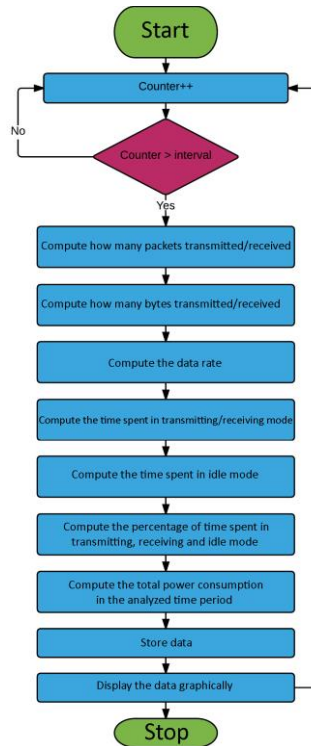 Start
Counter++
No
Counter > interval
Yes
Compute how many packets transmitted/received
Compute how many bytes transmitted/received
Compute the data rate
Compute the time spent in transmitting/receiving mode
Compute the time spent in idle mode
Compute the percentage of time spent in
transmitting, receiving and idle mode
Compute the total power consumption
in the analyzed time period
Store data
Display the data graphically
Stop